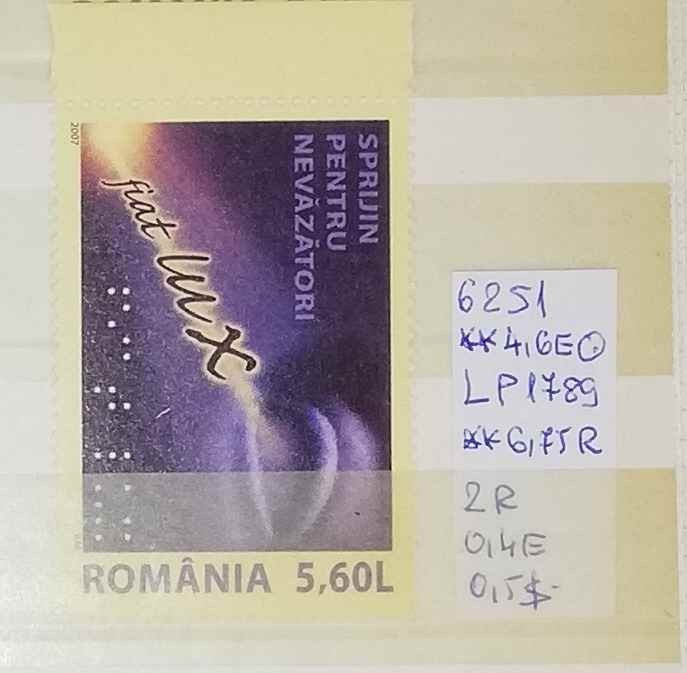 2007
SPRIJIN
PENTRU
NEVĂZĂTORI
fiat lux
ROMÂNIA 5,60L
6251
** 4,6E
LP1789
** 6,75R
2R
0,4E
0,5$